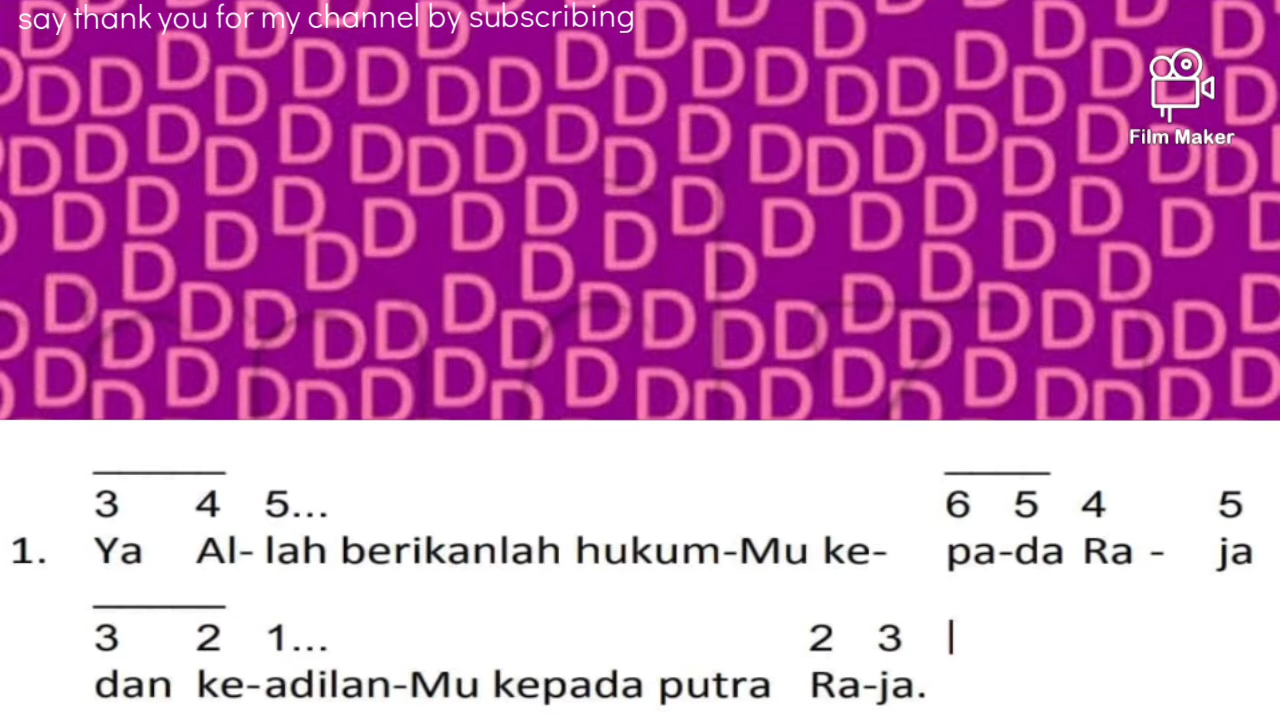 say thank you for my channel by subscribing
Film Maker
3 4 5... 6 5 4 5
1. Ya Al- lah berikanlah hukum-Mu ke- pa-da Ra - ja
3 2 1... 2 3 |
dan ke-adilan-Mu kepada putra Ra-ja.